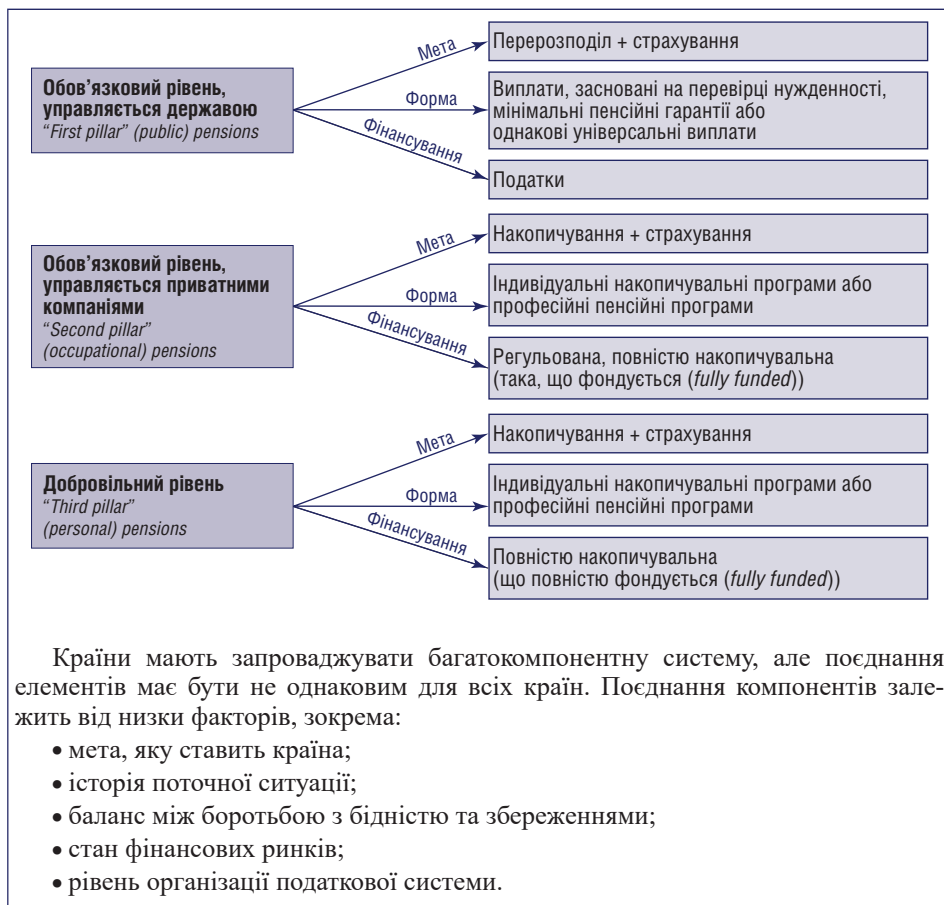 Мета
Перерозподіл + страхування
Обов’язковий рівень,
управляється державою
“First pillar” (public) pensions
Форма
Виплати, засновані на перевірці нужденності,
мінімальні пенсійні гарантії або
однакові універсальні виплати
Фінансування
Податки
Мета
Накопичування + страхування
Обов’язковий рівень,
управляється приватними
компаніями
“Second pillar”
(occupational) pensions
Форма
Індивідуальні накопичувальні програми або
професійні пенсійні програми
Фінансування
Регульована, повністю накопичувальна
(така, що фондується (fully funded))
Мета
Накопичування + страхування
Добровільний рівень
“Third pillar”
(personal) pensions
Форма
Індивідуальні накопичувальні програми або
професійні пенсійні програми
Фінансування
Повністю накопичувальна
(що повністю фондується (fully funded))
Країни мають запроваджувати багатокомпонентну систему, але поєднання
елементів має бути не однаковим для всіх країн. Поєднання компонентів зале-
жить від низки факторів, зокрема:
• мета, яку ставить країна;
• історія поточної ситуації;
• баланс між боротьбою з бідністю та збереженнями;
• стан фінансових ринків;
• рівень організації податкової системи.